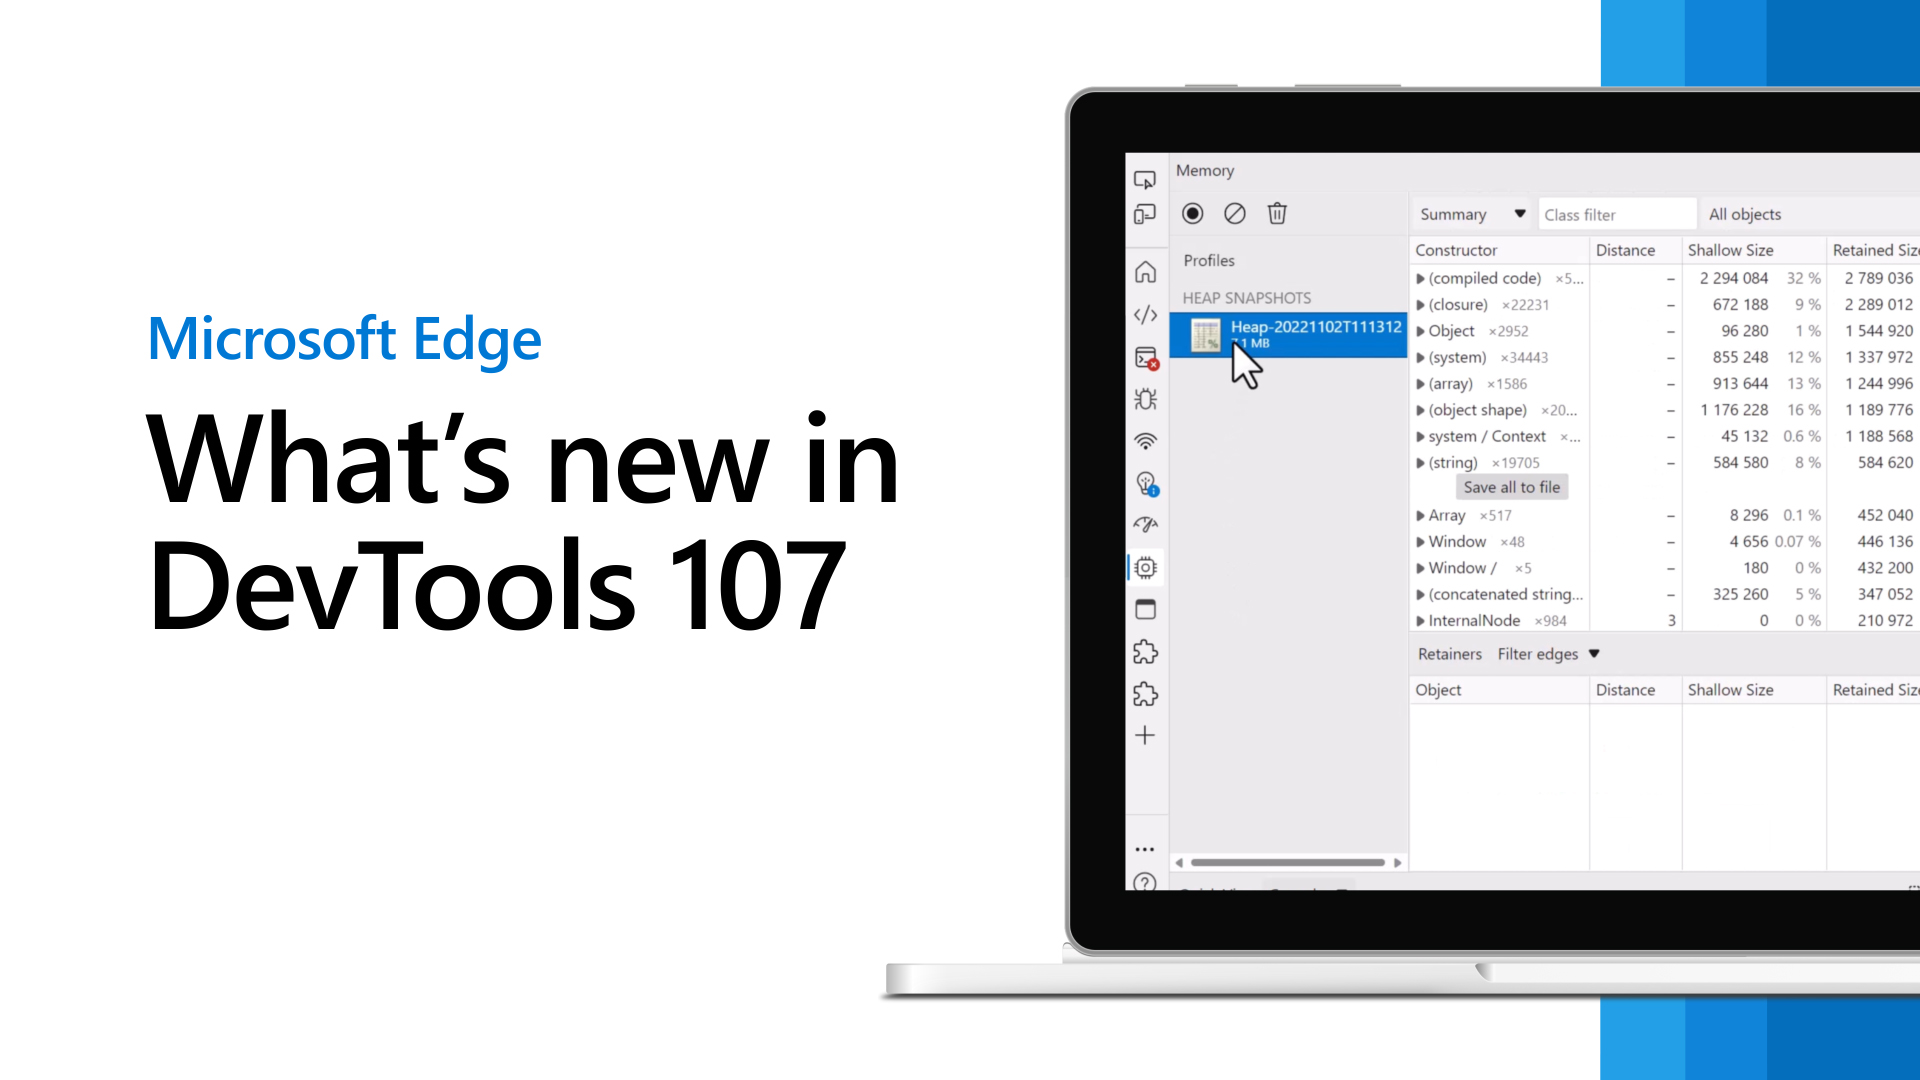 Microsoft Edge
What's new in
DevTools 107
Memory
Summary Class filter All objects
Profiles
HEAP SNAPSHOTS
Heap-20221102T111312
7.1 MB
Constructor Distance Shallow Size Retained Size
(compiled code) ×5... – 2 294 084 32 % 2 789 036
(closure) ×22231 – 672 188 9 % 2 289 012
Object ×2952 – 96 280 1 % 1 544 920
(system) ×34443 – 855 248 12 % 1 337 972
(array) ×1586 – 913 644 13 % 1 244 996
(object shape) ×20... – 1 176 228 16 % 1 189 776
system / Context ×... – 45 132 0.6 % 1 188 568
(string) ×19705 – 584 580 8 % 584 620
Save all to file
Array ×517 – 8 296 0.1 % 452 040
Window ×48 – 4 656 0.07 % 446 136
Window / ×5 – 180 0 % 432 200
(concatenated string... – 325 260 5 % 347 052
InternalNode ×984 3 0 0 % 210 972
Retainers Filter edges
Object Distance Shallow Size Retained Size